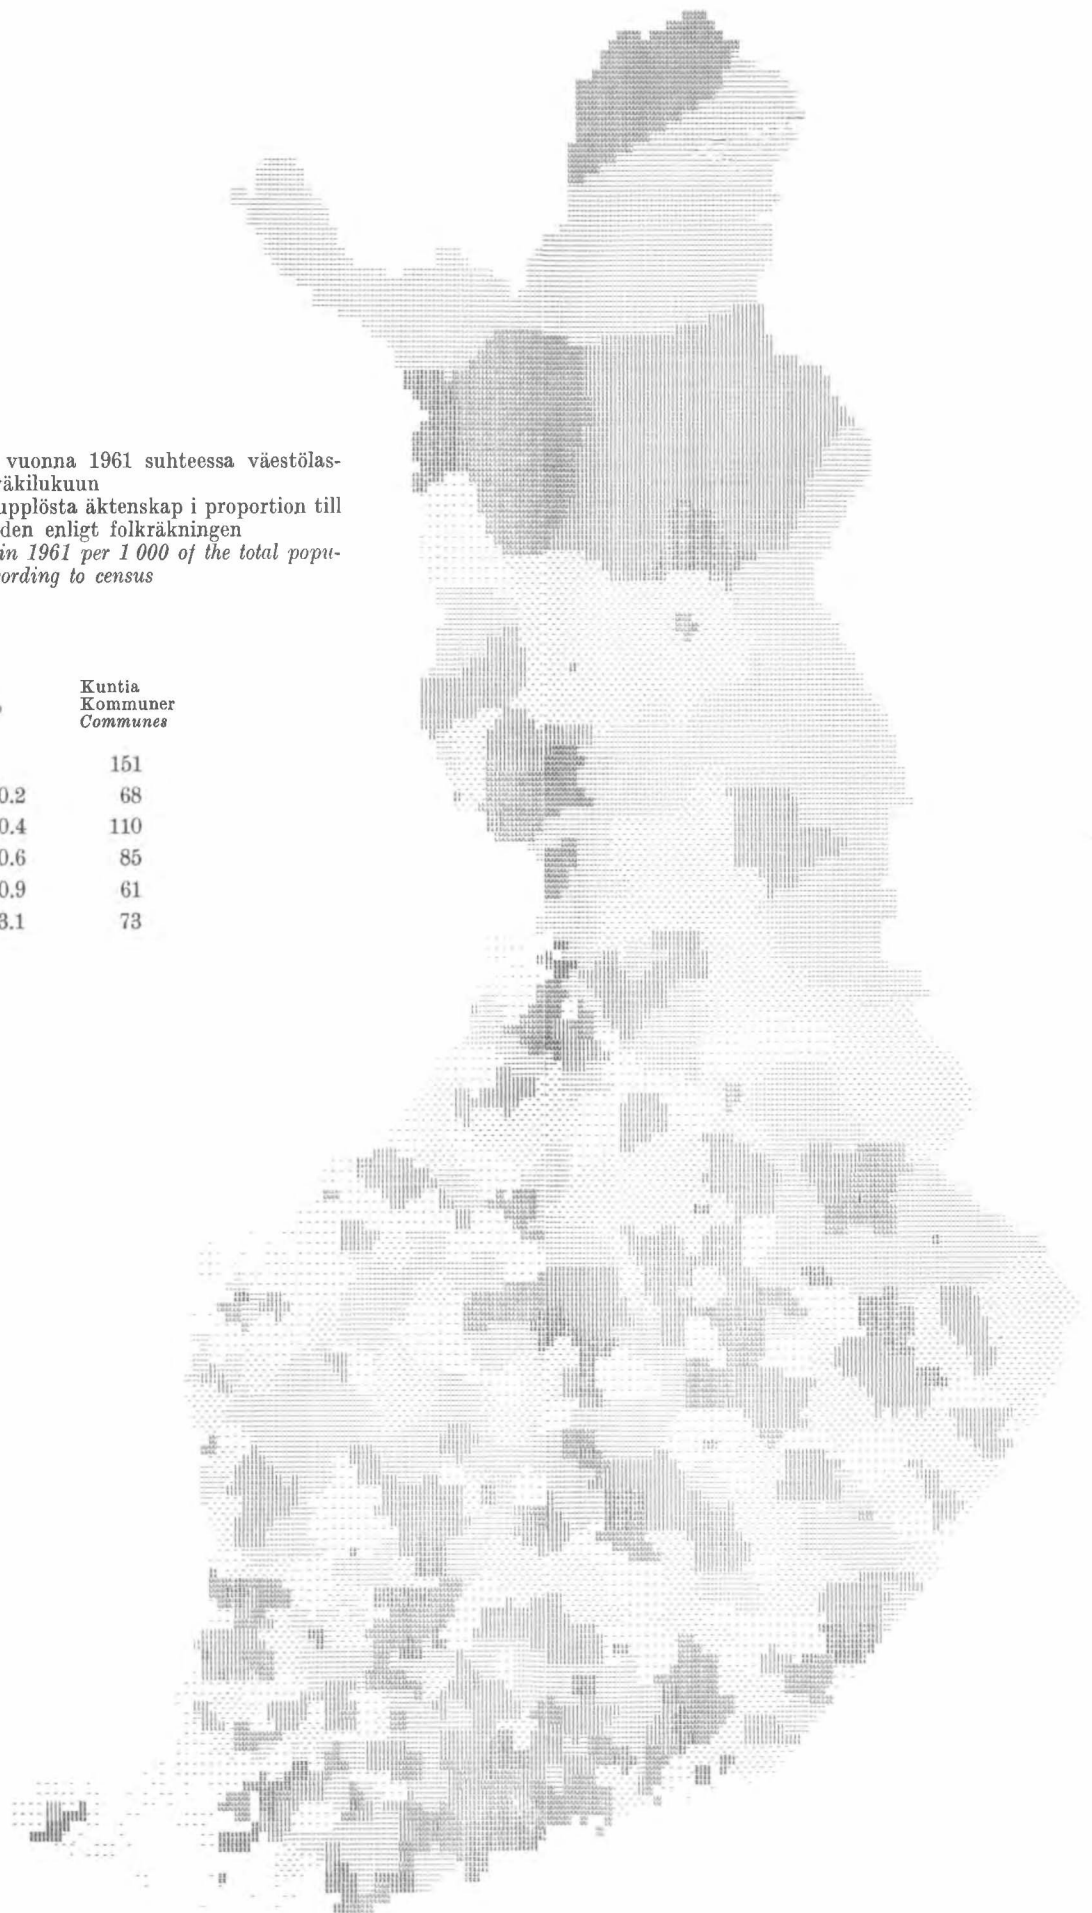 vuonna 1961 suhteessa väestölas-
äkilukuun
upplösta äktenskap i proportion till
den enligt folkräkningen
in 1961 per 1 000 of the total popu-
ording to census
Kuntia
Kommuner
Communes
151
0.2 68
0.4 110
0.6 85
0.9 61
3.1 73